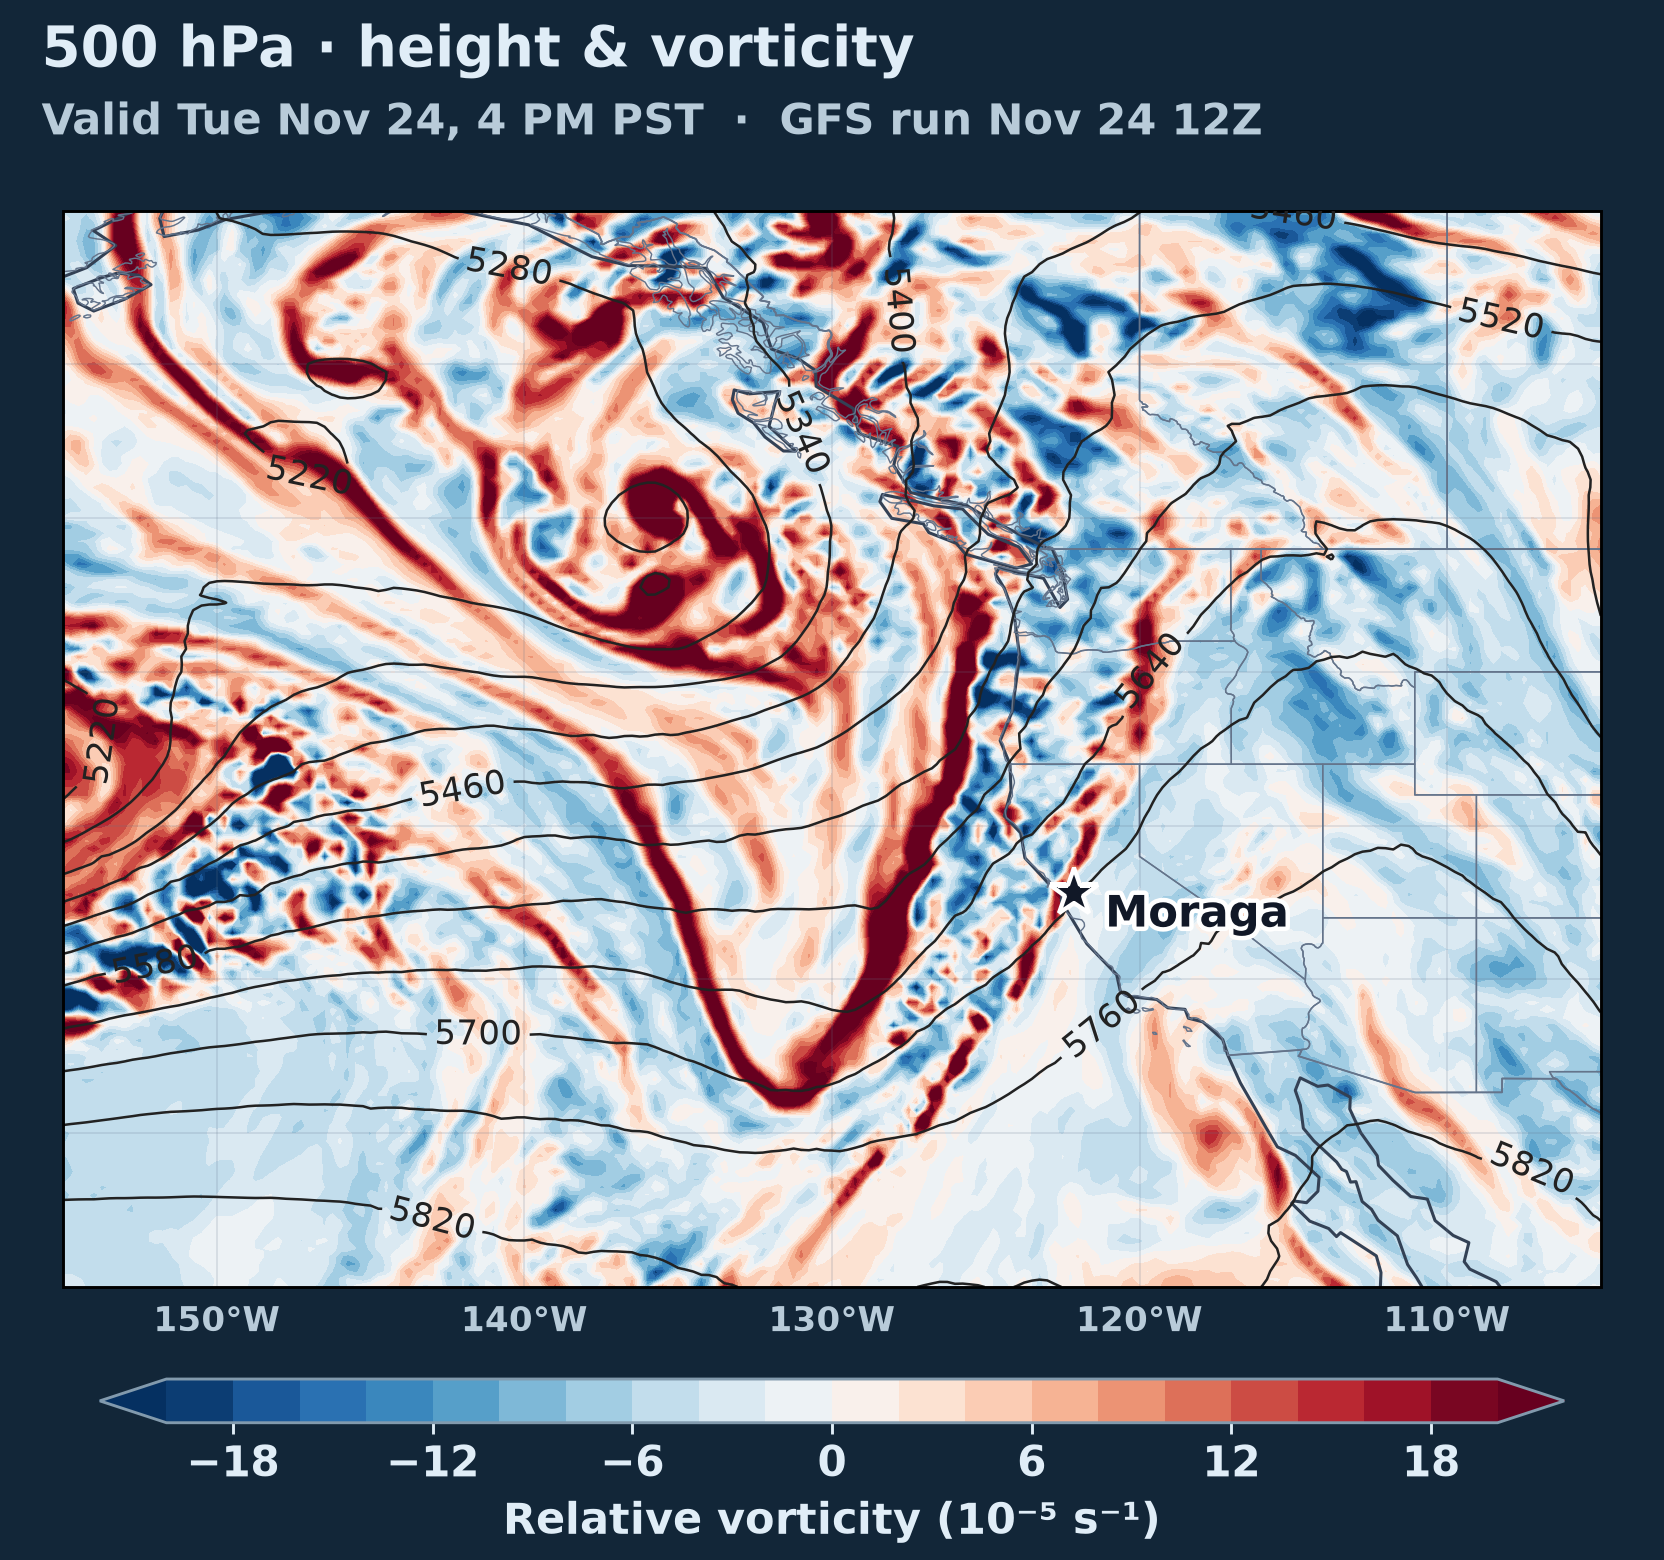 500 hPa · height & vorticity
Valid Tue Nov 24, 4 PM PST · GFS run Nov 24 12Z
5460
5280
5400
5520
5340
5220
5640
5220
5460
Moraga
5580
5700
5760
5820
5820
150°W 140°W 130°W 120°W 110°W
−18 −12 −6 0 6 12 18
Relative vorticity (10⁻⁵ s⁻¹)